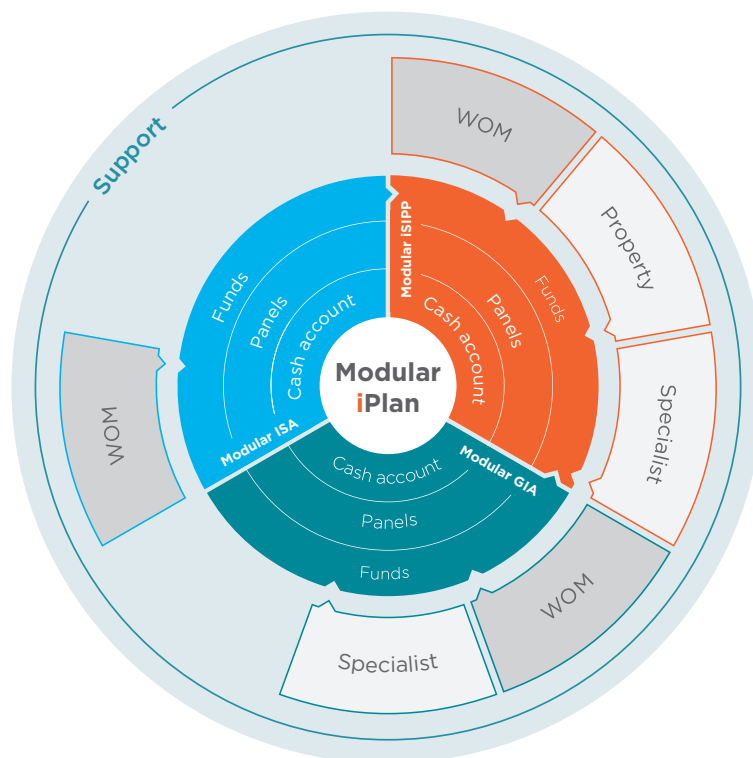 Support
WOM
Property
Specialist
WOM
Specialist
WOM
Modular iSIPP
Funds
Panels
Cash account
Modular ISA
Funds
Panels
Cash account
Modular
iPlan
Modular GIA
Cash account
Panels
Funds